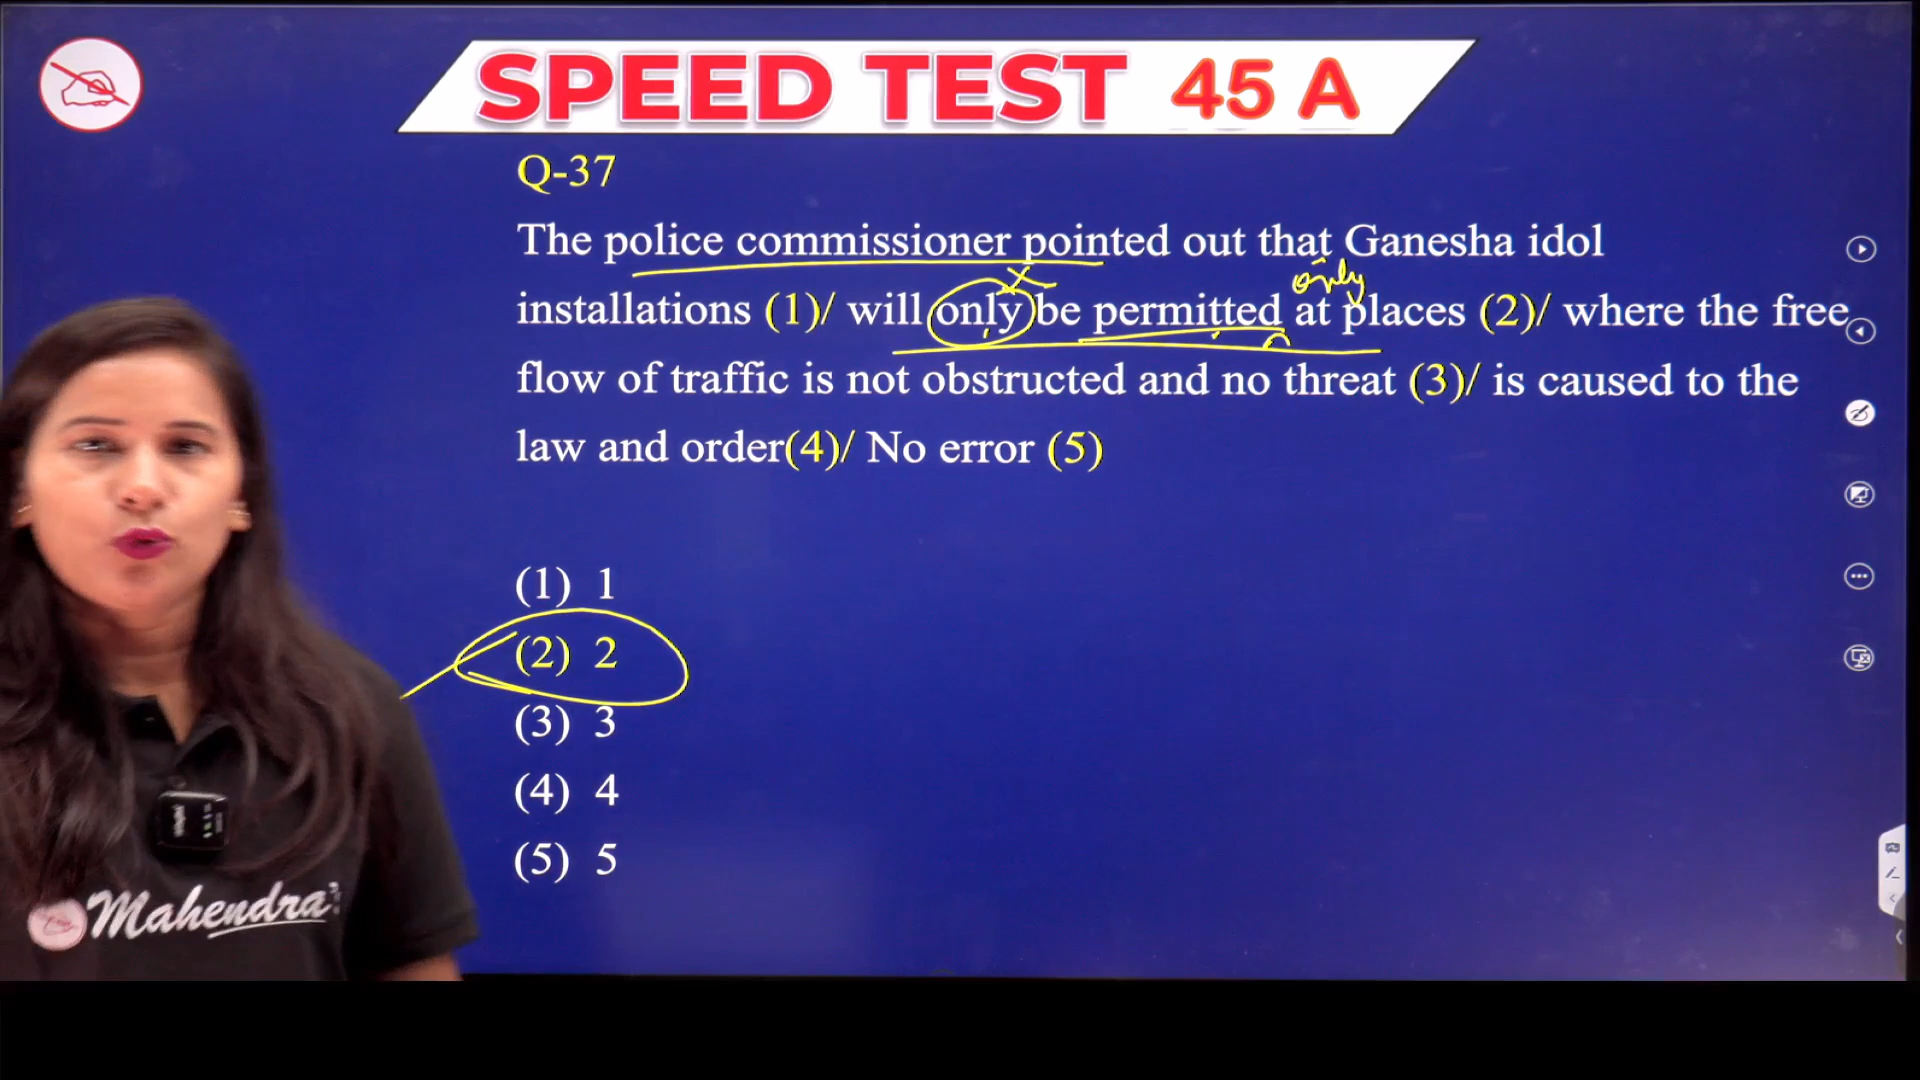 SPEED TEST 45 A
Q-37
The police commissioner pointed out that Ganesha idol
only
installations (1)/ will only be permitted at places (2)/ where the free
flow of traffic is not obstructed and no threat (3)/ is caused to the
law and order(4)/ No error (5)
(1) 1
(2) 2
(3) 3
(4) 4
(5) 5
Mahendra's